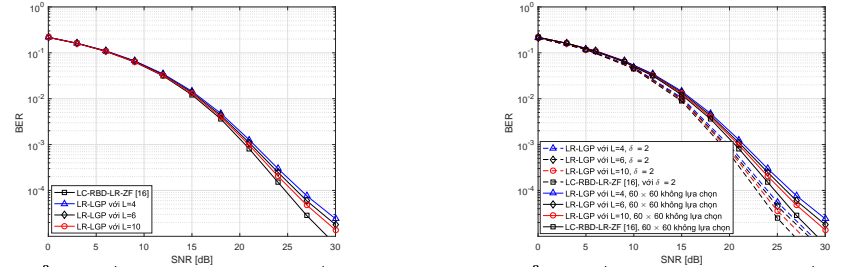 10^0
10^-1
10^-2
10^-3
10^-4
BER
LC-RBD-LR-ZF [16]
LR-LGP với L=4
LR-LGP với L=6
LR-LGP với L=10
0 5 10 15 20 25 30
SNR [dB]
10^0
10^-1
10^-2
10^-3
10^-4
BER
LR-LGP với L=4, δ = 2
LR-LGP với L=6, δ = 2
LR-LGP với L=10, δ = 2
LC-RBD-LR-ZF [16], với δ = 2
LR-LGP với L=4, 60 × 60 không lựa chọn
LR-LGP với L=6, 60 × 60 không lựa chọn
LR-LGP với L=10, 60 × 60 không lựa chọn
LC-RBD-LR-ZF [16], 60 × 60 không lựa chọn
0 5 10 15 20 25 30
SNR [dB]